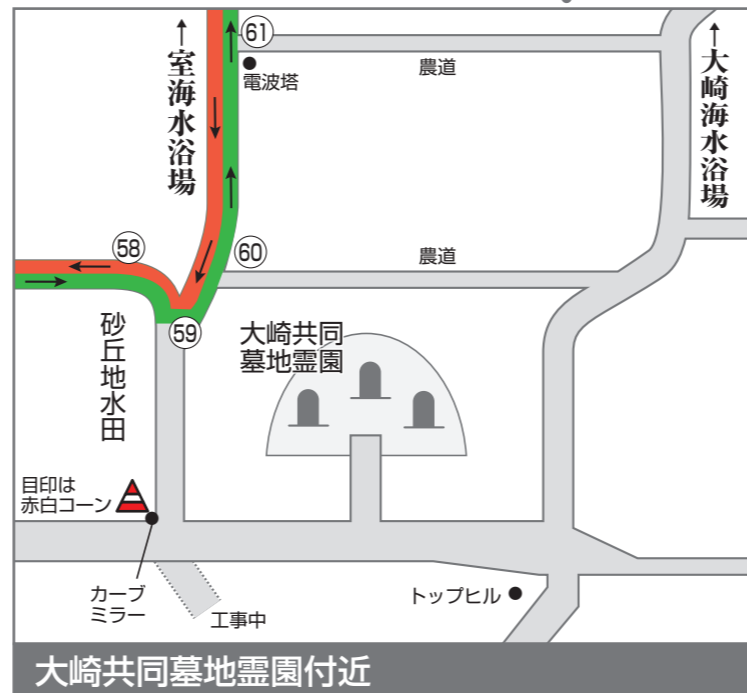 ↑室海水浴場
61
電波塔
農道
↑大崎海水浴場
58
60
農道
59
砂丘地水田
大崎共同
墓地霊園
目印は
赤白コーン
カーブ
ミラー
工事中
トップヒル
大崎共同墓地霊園付近